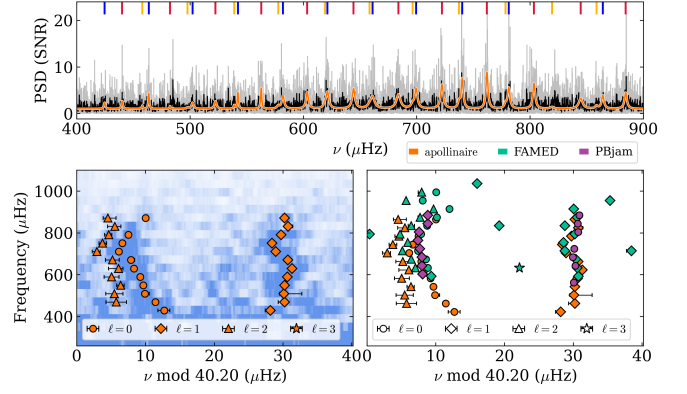 PSD (SNR)
20
10
0
400
500
600
700
800
900
ν (μHz)
apollinaire
FAMED
PBjam
Frequency (μHz)
1000
800
600
400
ℓ = 0
ℓ = 1
ℓ = 2
ℓ = 3
ℓ = 0
ℓ = 1
ℓ = 2
ℓ = 3
0
10
20
30
40
0
10
20
30
40
ν mod 40.20 (μHz)
ν mod 40.20 (μHz)